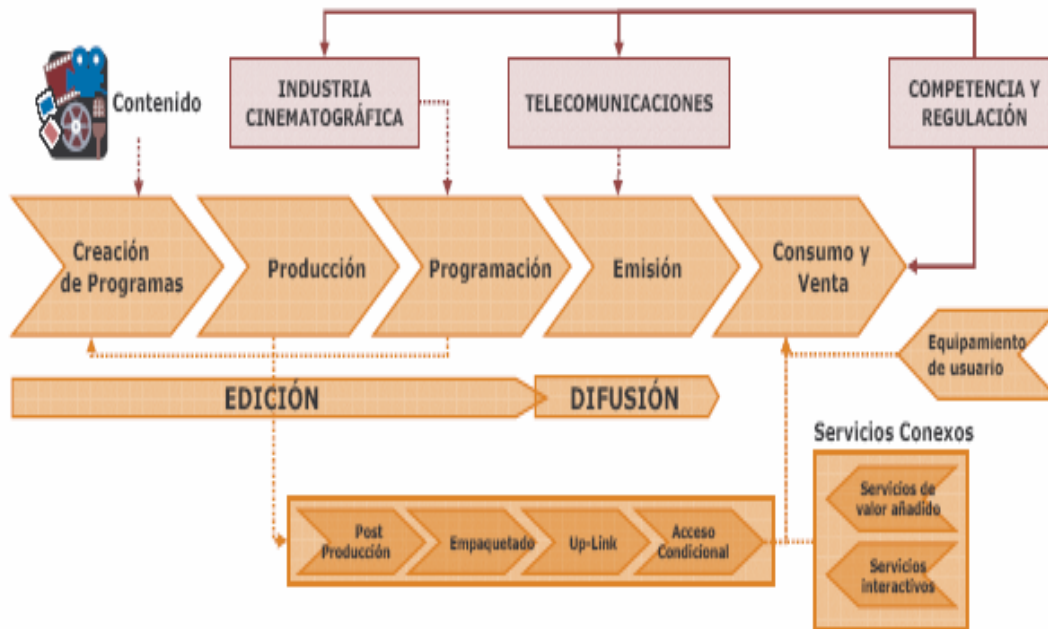 Contenido
INDUSTRIA
CINEMATOGRÁFICA
TELECOMUNICACIONES
COMPETENCIA Y
REGULACIÓN
Creación
de Programas
Producción
Programación
Emisión
Consumo y
Venta
Equipamiento
de usuario
EDICIÓN
DIFUSIÓN
Servicios Conexos
Post
Producción
Empaquetado
Up-Link
Acceso
Condicional
Servicios de
valor añadido
Servicios
interactivos